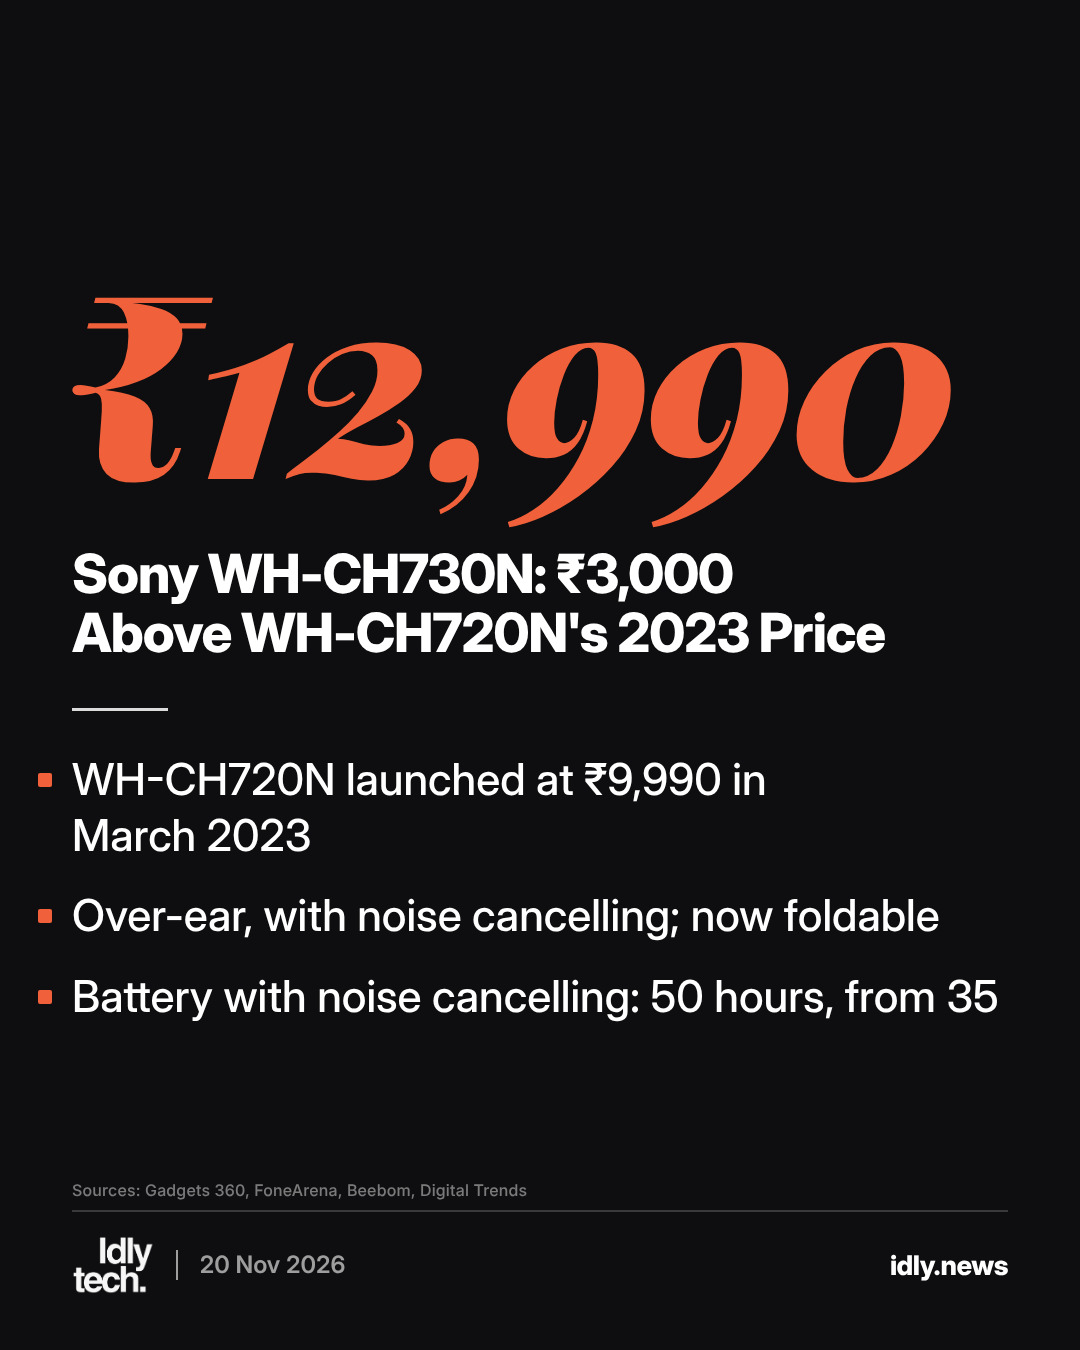 ₹12,990
Sony WH-CH730N: ₹3,000
Above WH-CH720N's 2023 Price
WH-CH720N launched at ₹9,990 in
March 2023
Over-ear, with noise cancelling; now foldable
Battery with noise cancelling: 50 hours, from 35
Sources: Gadgets 360, FoneArena, Beebom, Digital Trends
Idly
tech.
20 Nov 2026
idly.news